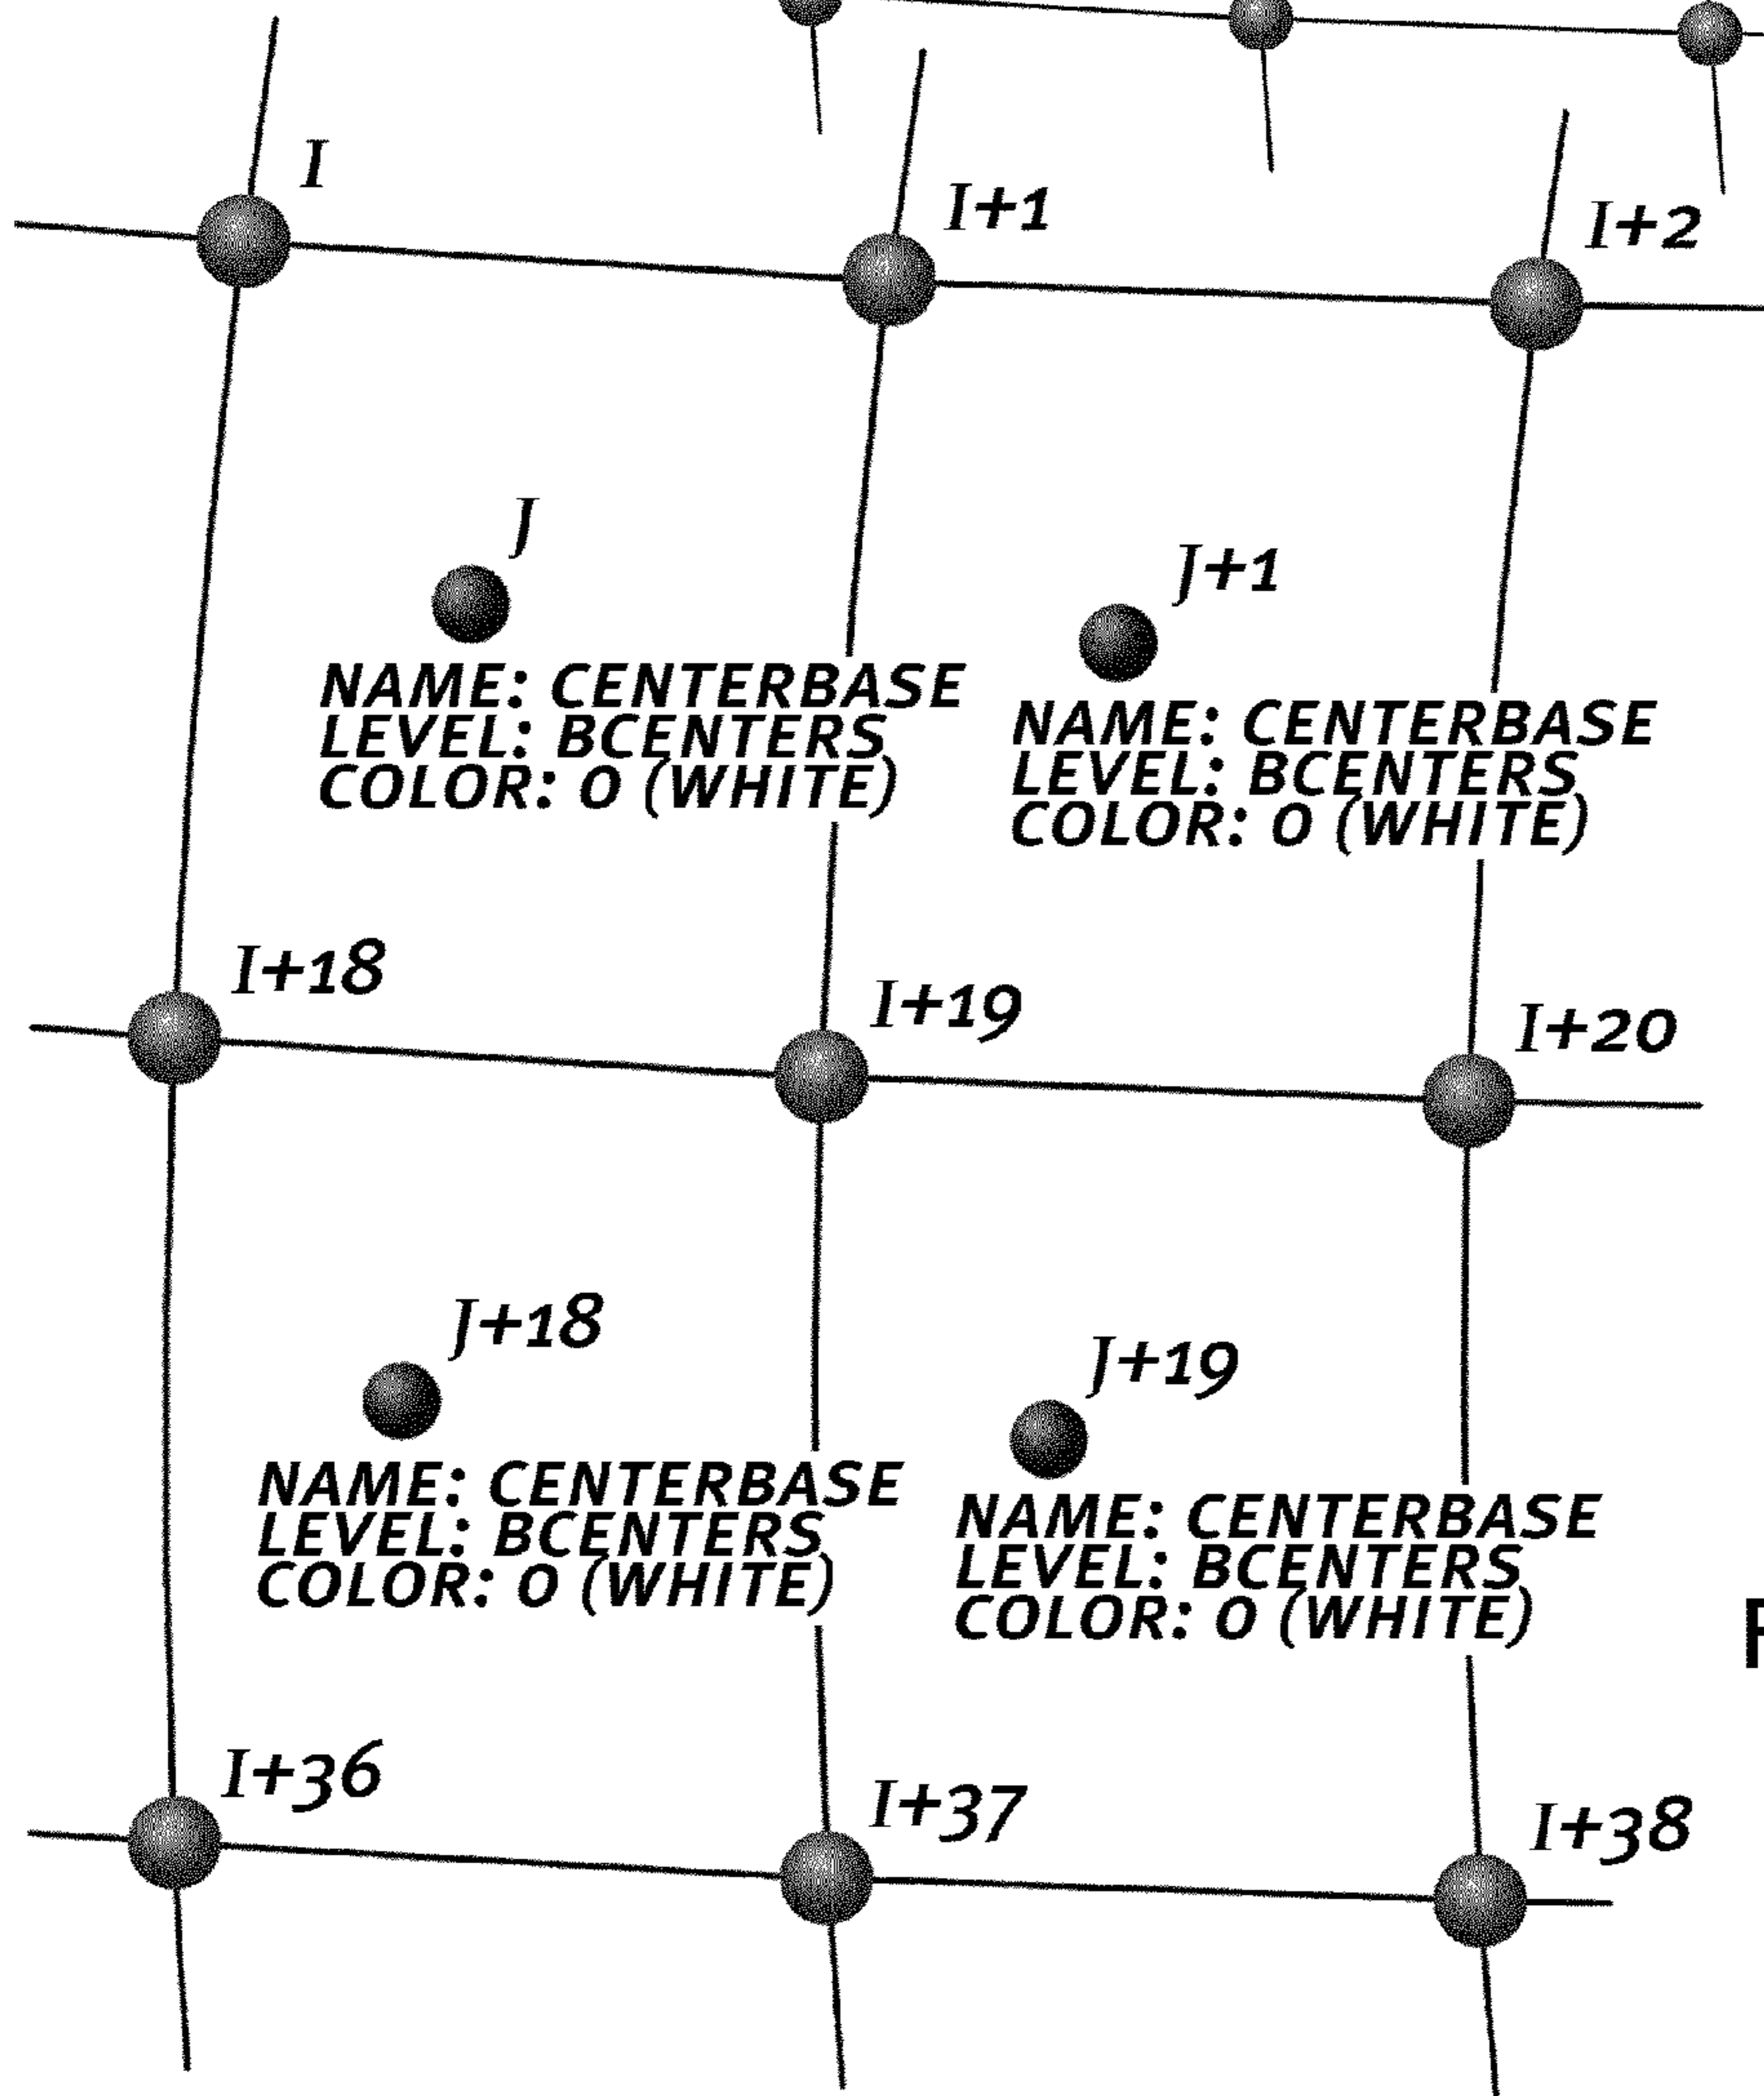 I
I+1
I+2
J
J+1
NAME: CENTERBASE
LEVEL: BCENTERS
COLOR: 0 (WHITE)
NAME: CENTERBASE
LEVEL: BCENTERS
COLOR: 0 (WHITE)
I+18
I+19
I+20
J+18
J+19
NAME: CENTERBASE
LEVEL: BCENTERS
COLOR: 0 (WHITE)
NAME: CENTERBASE
LEVEL: BCENTERS
COLOR: 0 (WHITE)
I+36
I+37
I+38